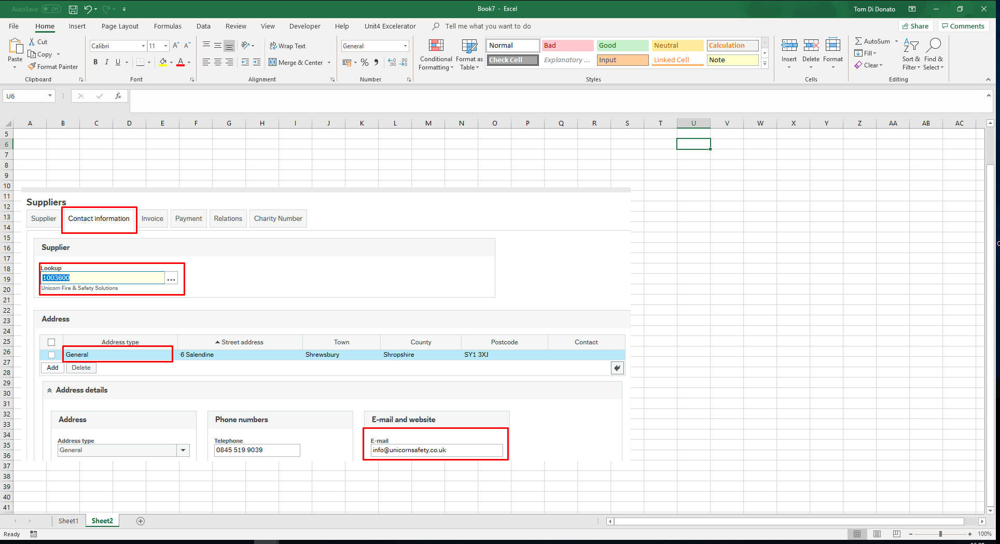 AutoSave Off Book7 - Excel Tom Di Donato
File Home Insert Page Layout Formulas Data Review View Developer Help Unit4 Excelerator Tell me what you want to do Share Comments
Paste Cut Copy Format Painter
Clipboard
Calibri 11 A^ A
B I U A
Font
ab Wrap Text
Merge & Center
Alignment
General
% ,
Number
Conditional Formatting Format as Table
Normal Bad Good Neutral Calculation
Check Cell Explanatory ... Input Linked Cell Note
Styles
Insert Delete Format
Cells
AutoSum
Fill
Clear
Sort & Filter Find & Select
Editing
U6 fx
A B C D E F G H I J K L M N O P Q R S T U V W X Y Z AA AB AC
5
6
7
8
9
10
11
12
13
14
15
16
17
18
19
20
21
22
23
24
25
26
27
28
29
30
31
32
33
34
35
36
37
38
39
40
41
Suppliers
Supplier Contact information Invoice Payment Relations Charity Number
Supplier
Lookup
1003600 ...
Unicorn Fire & Safety Solutions
Address
Address type Street address Town County Postcode Contact
General 6 Salendine Shrewsbury Shropshire SY1 3XJ
Add Delete
Address details
Address Phone numbers E-mail and website
Address type Telephone E-mail
General 0845 519 9039 info@unicornsafety.co.uk
Sheet1 Sheet2
Ready 100%